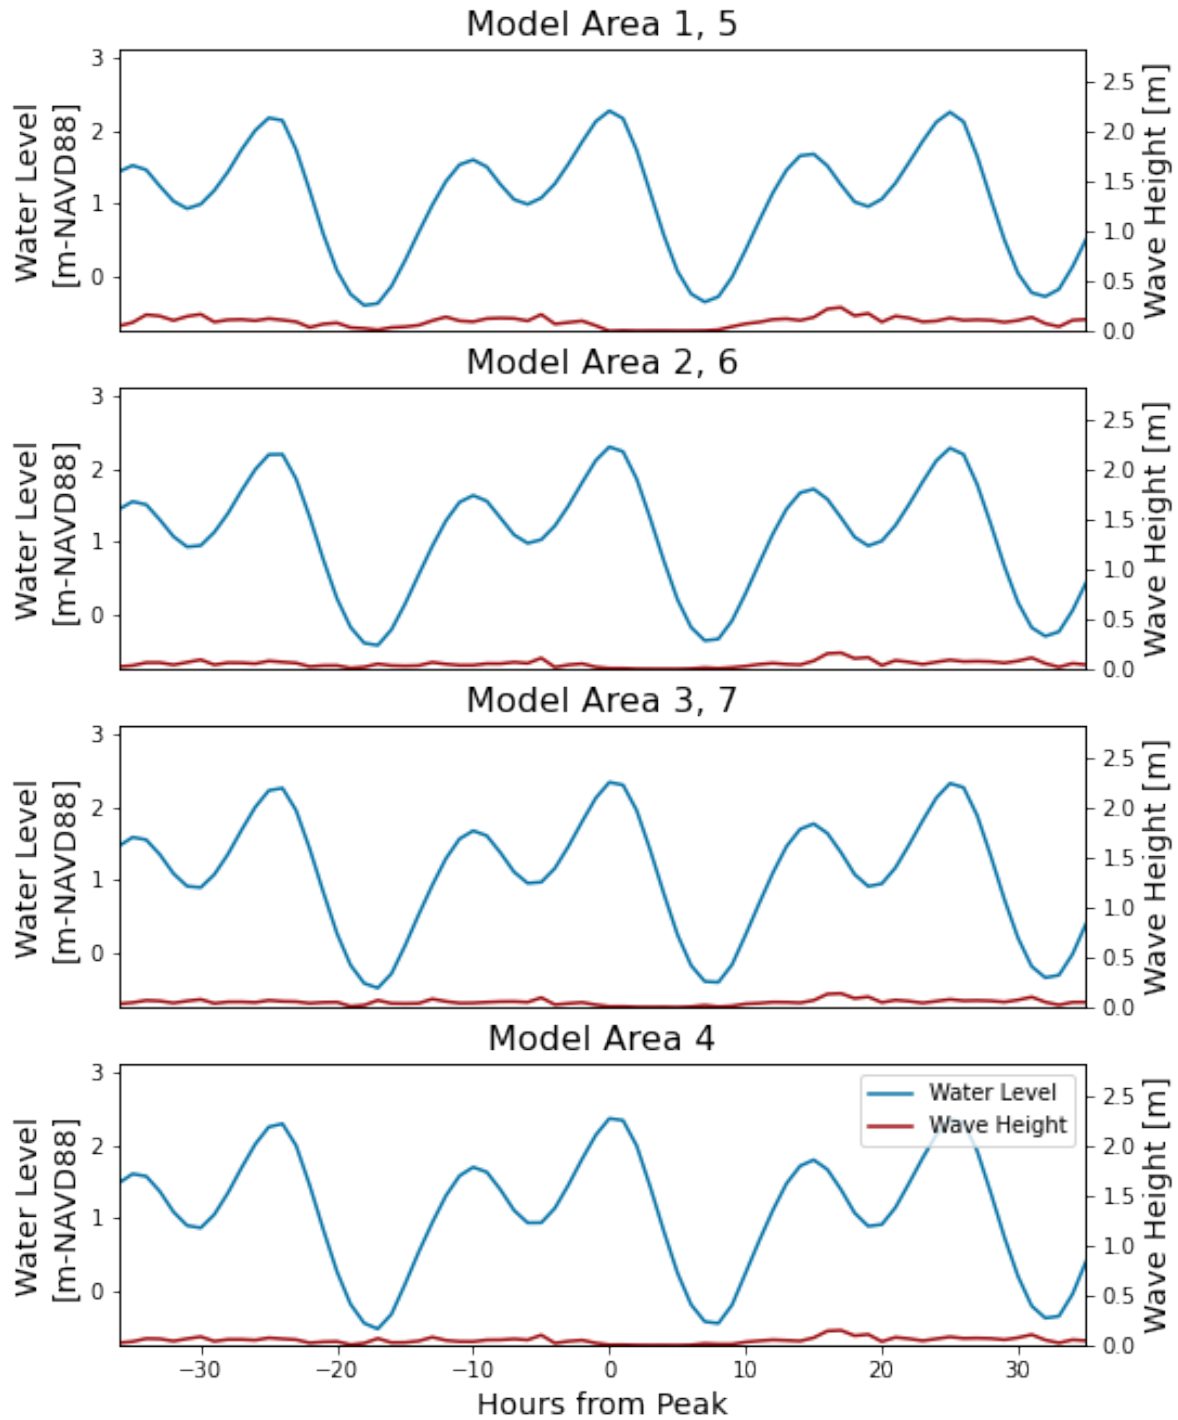 Model Area 1, 5
Water Level
[m-NAVD88]
3
2
1
0
Wave Height [m]
2.5
2.0
1.5
1.0
0.5
0.0
Model Area 2, 6
Water Level
[m-NAVD88]
3
2
1
0
Wave Height [m]
2.5
2.0
1.5
1.0
0.5
0.0
Model Area 3, 7
Water Level
[m-NAVD88]
3
2
1
0
Wave Height [m]
2.5
2.0
1.5
1.0
0.5
0.0
Model Area 4
Water Level
[m-NAVD88]
3
2
1
0
Water Level
Wave Height
Wave Height [m]
2.5
2.0
1.5
1.0
0.5
0.0
−30 −20 −10 0 10 20 30
Hours from Peak